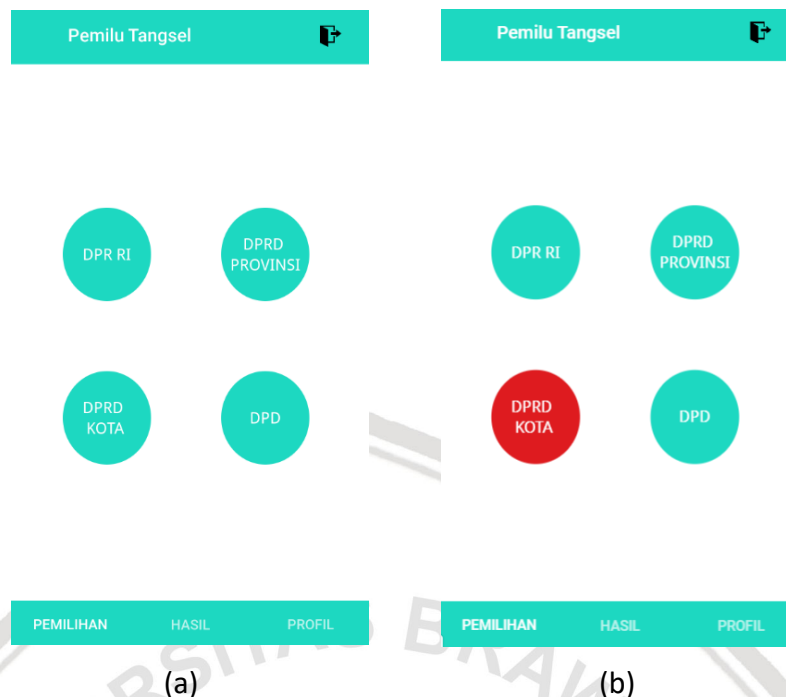 Pemilu Tangsel
DPR RI
DPRD
PROVINSI
DPRD
KOTA
DPD
PEMILIHAN HASIL PROFIL
(a)
Pemilu Tangsel
DPR RI
DPRD
PROVINSI
DPRD
KOTA
DPD
PEMILIHAN HASIL PROFIL
(b)